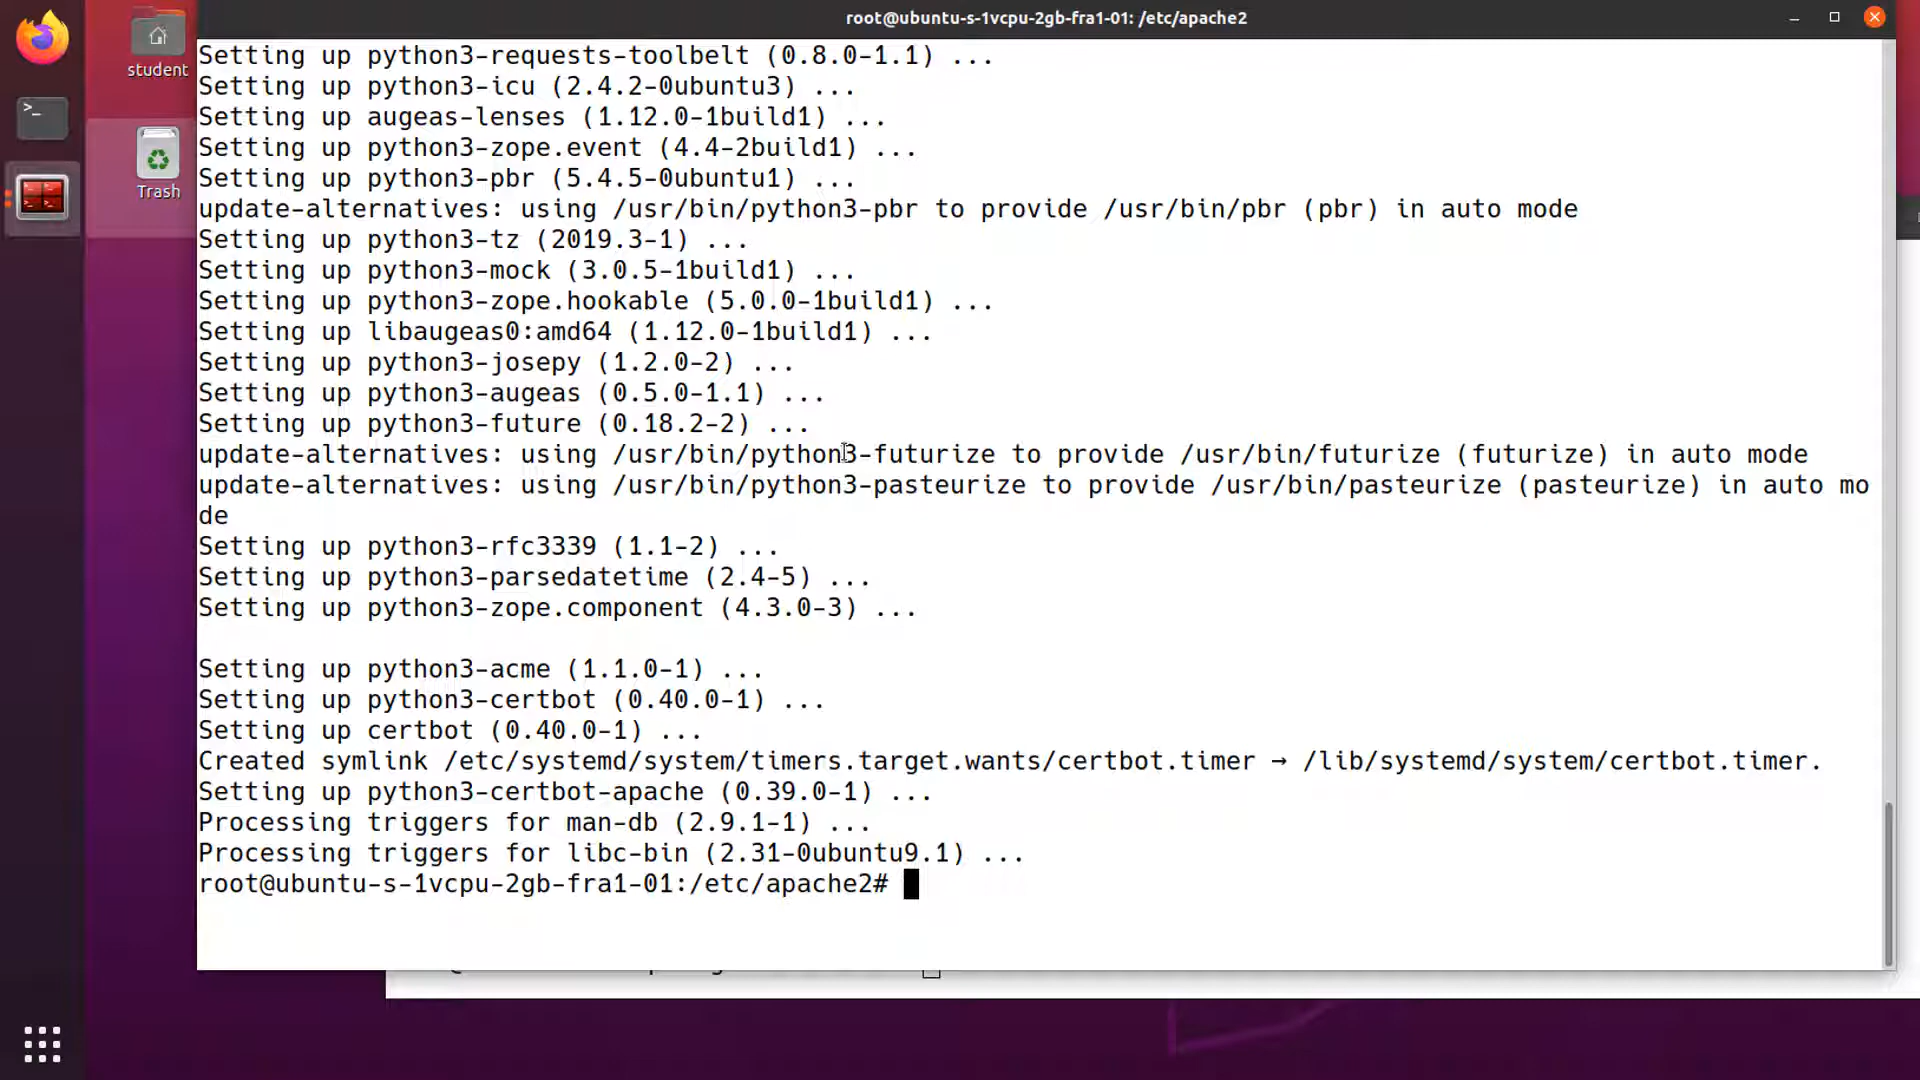 root@ubuntu-s-1vcpu-2gb-fra1-01: /etc/apache2
student
Trash
Setting up python3-requests-toolbelt (0.8.0-1.1) ...
Setting up python3-icu (2.4.2-0ubuntu3) ...
Setting up augeas-lenses (1.12.0-1build1) ...
Setting up python3-zope.event (4.4-2build1) ...
Setting up python3-pbr (5.4.5-0ubuntu1) ...
update-alternatives: using /usr/bin/python3-pbr to provide /usr/bin/pbr (pbr) in auto mode
Setting up python3-tz (2019.3-1) ...
Setting up python3-mock (3.0.5-1build1) ...
Setting up python3-zope.hookable (5.0.0-1build1) ...
Setting up libaugeas0:amd64 (1.12.0-1build1) ...
Setting up python3-josepy (1.2.0-2) ...
Setting up python3-augeas (0.5.0-1.1) ...
Setting up python3-future (0.18.2-2) ...
update-alternatives: using /usr/bin/python3-futurize to provide /usr/bin/futurize (futurize) in auto mode
update-alternatives: using /usr/bin/python3-pasteurize to provide /usr/bin/pasteurize (pasteurize) in auto mo
de
Setting up python3-rfc3339 (1.1-2) ...
Setting up python3-parsedatetime (2.4-5) ...
Setting up python3-zope.component (4.3.0-3) ...
Setting up python3-acme (1.1.0-1) ...
Setting up python3-certbot (0.40.0-1) ...
Setting up certbot (0.40.0-1) ...
Created symlink /etc/systemd/system/timers.target.wants/certbot.timer → /lib/systemd/system/certbot.timer.
Setting up python3-certbot-apache (0.39.0-1) ...
Processing triggers for man-db (2.9.1-1) ...
Processing triggers for libc-bin (2.31-0ubuntu9.1) ...
root@ubuntu-s-1vcpu-2gb-fra1-01:/etc/apache2#